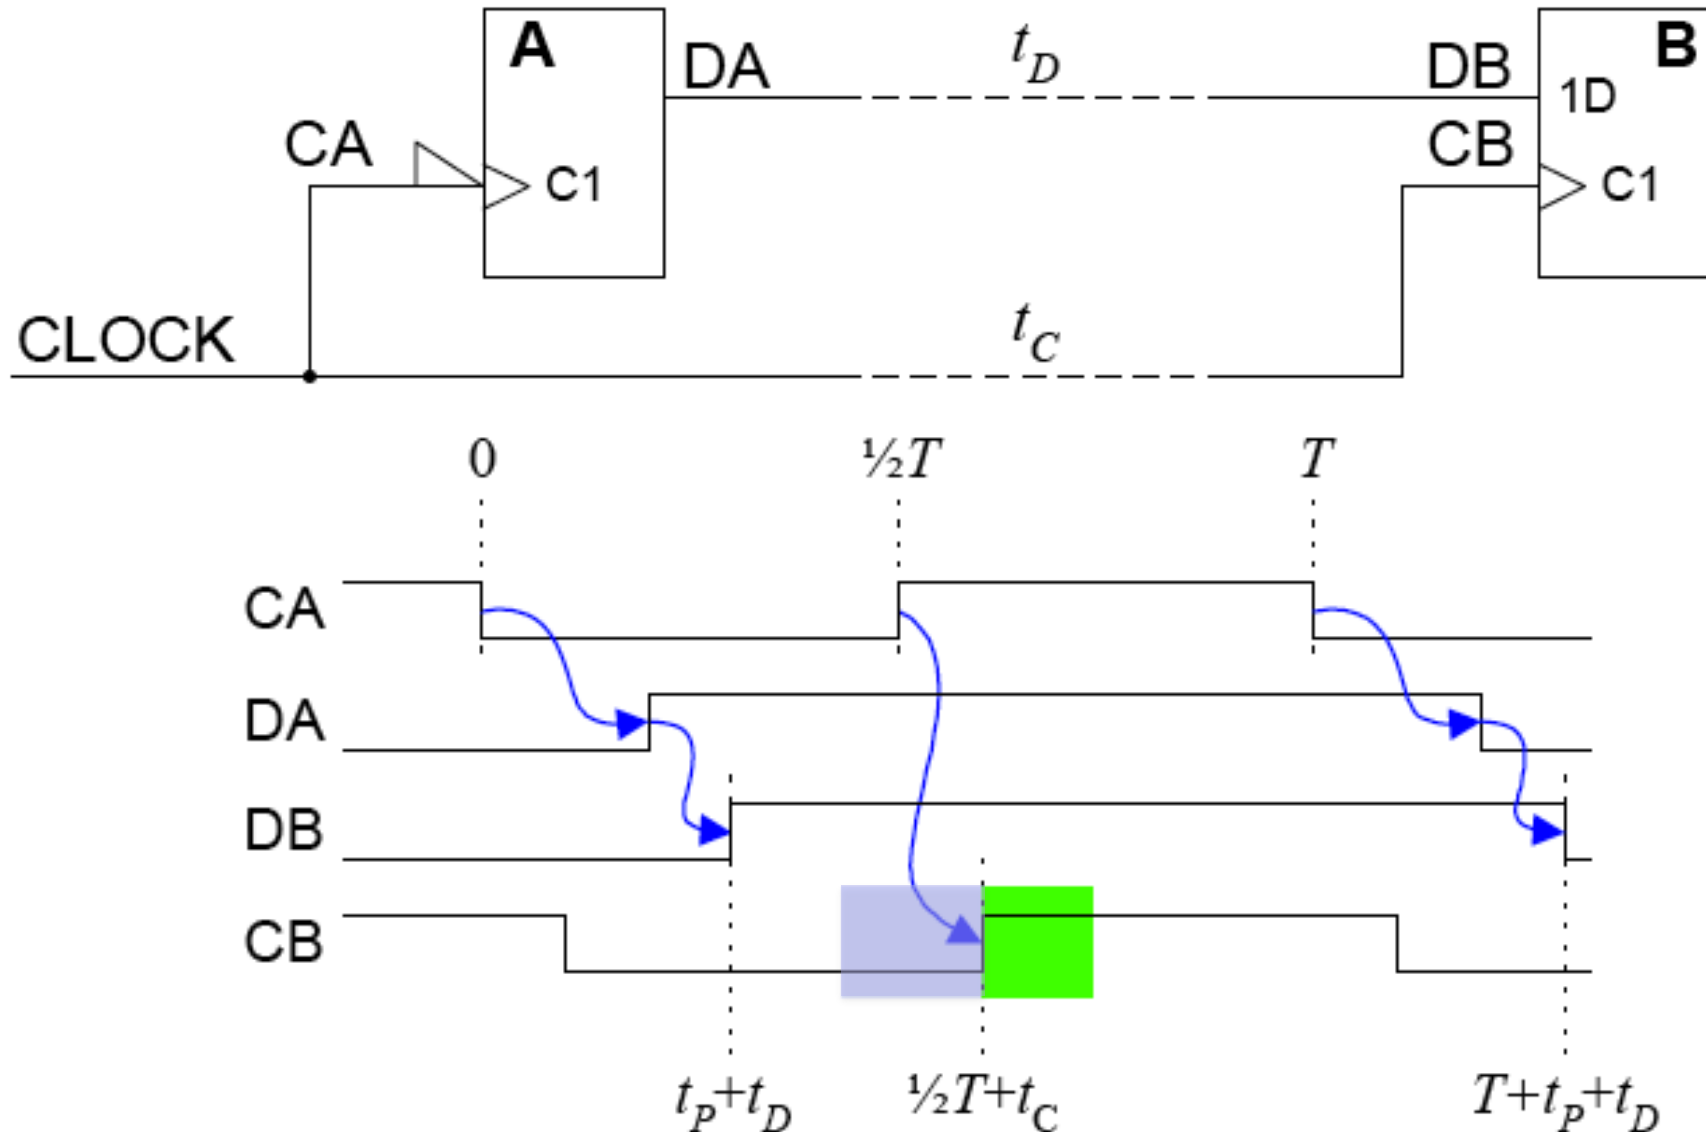 A
DA
t_D
DB
B
1D
CA
CB
C1
C1
CLOCK
t_C
0
½T
T
CA
DA
DB
CB
t_P+t_D
½T+t_C
T+t_P+t_D